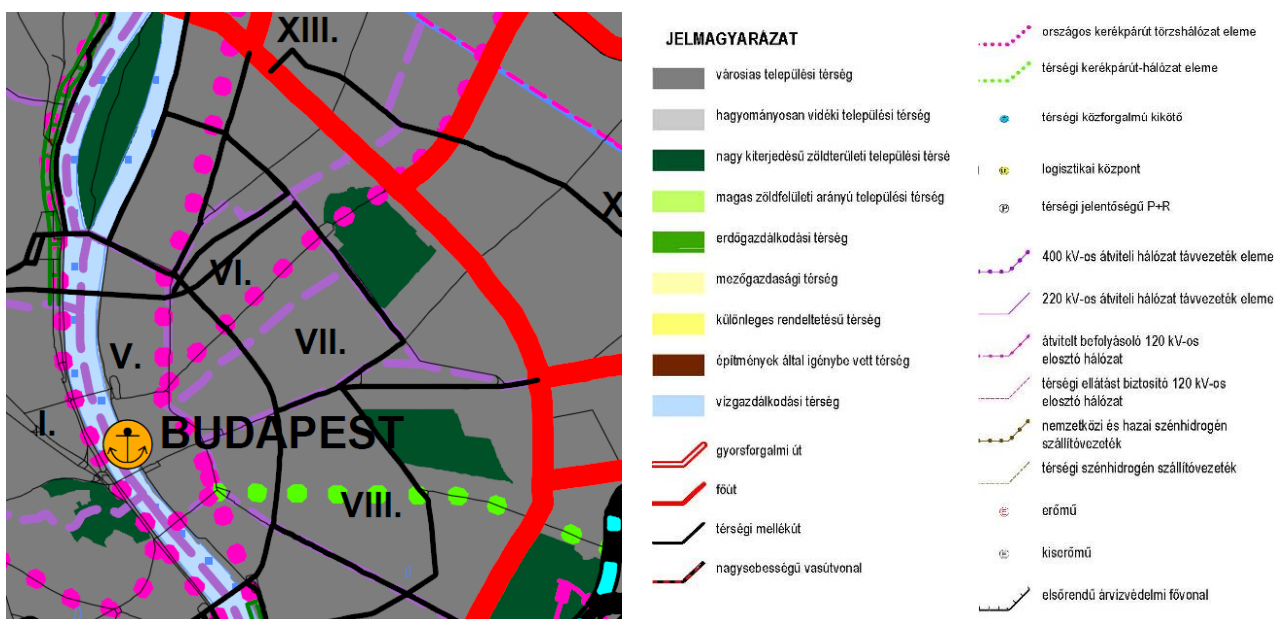 XIII.
X
VI.
VII.
V.
I.
BUDAPEST
VIII.
JELMAGYARÁZAT
városias települési térség
hagyományosan vidéki települési térség
nagy kiterjedésű zöldterületi települési térsé
magas zöldfelületi arányú települési térség
erdőgazdálkodási térség
mezőgazdasági térség
különleges rendeltetésű térség
építmények által igénybe vett térség
vízgazdálkodási térség
gyorsforgalmi út
főút
térségi mellékút
nagysebességű vasútvonal
országos kerékpárút törzshálózat eleme
térségi kerékpárút-hálózat eleme
térségi közforgalmú kikötő
logisztikai központ
P
térségi jelentőségű P+R
400 kV-os átviteli hálózat távvezeték eleme
220 kV-os átviteli hálózat távvezeték eleme
átvitelt befolyásoló 120 kV-os
elosztó hálózat
térségi ellátást biztosító 120 kV-os
elosztó hálózat
nemzetközi és hazai szénhidrogén
szállítóvezeték
térségi szénhidrogén szállítóvezeték
erőmű
kiserőmű
elsőrendű árvízvédelmi fővonal